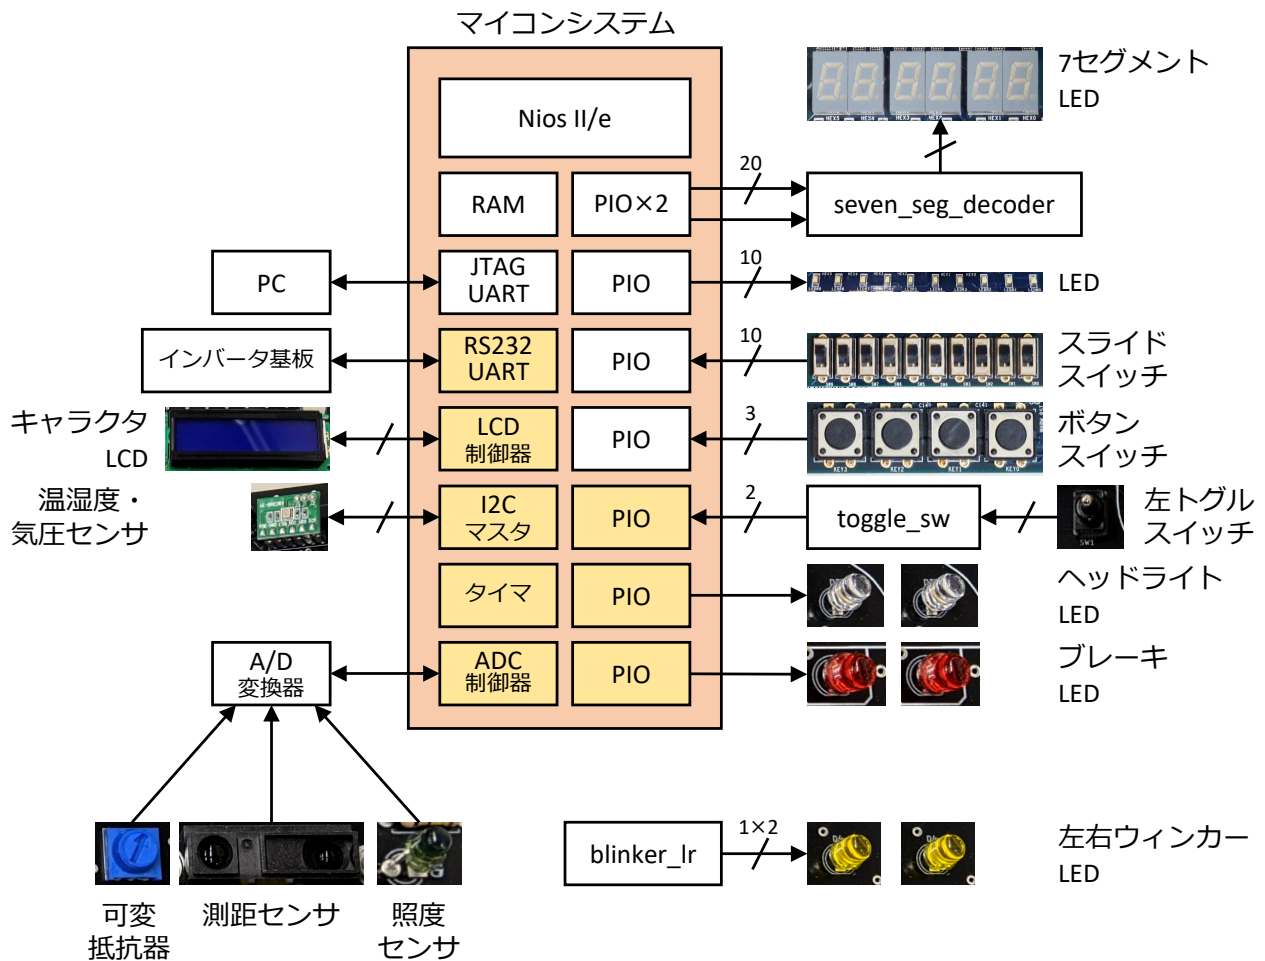 マイコンシステム
Nios II/e
7セグメント
LED
20
RAM
PIO×2
seven_seg_decoder
PC
JTAG
UART
PIO
10
LED
インバータ基板
RS232
UART
PIO
10
スライド
スイッチ
キャラクタ
LCD
LCD
制御器
PIO
3
KEY3
KEY2
KEY1
KEY0
ボタン
スイッチ
温湿度・
気圧センサ
I2C
マスタ
PIO
2
toggle_sw
SW1
左トグル
スイッチ
タイマ
PIO
ヘッドライト
LED
A/D
変換器
ADC
制御器
PIO
ブレーキ
LED
blinker_lr
1×2
左右ウィンカー
LED
可変
抵抗器
測距センサ
照度
センサ